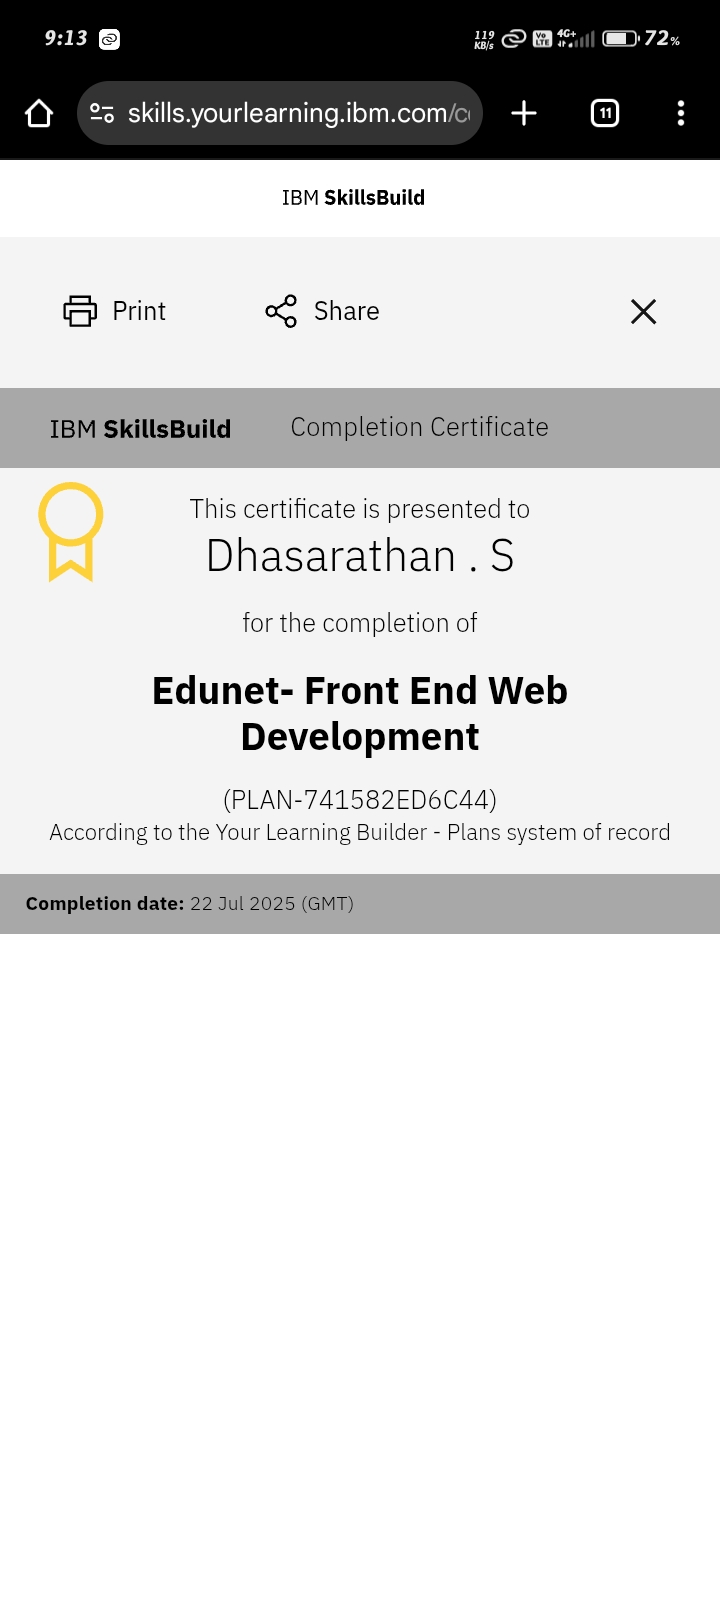 9:13
119 KB/s Vo LTE 4G+ 72%
skills.yourlearning.ibm.com/c
11
IBM SkillsBuild
Print Share
IBM SkillsBuild Completion Certificate
This certificate is presented to
Dhasarathan . S
for the completion of
Edunet- Front End Web
Development
(PLAN-741582ED6C44)
According to the Your Learning Builder - Plans system of record
Completion date: 22 Jul 2025 (GMT)